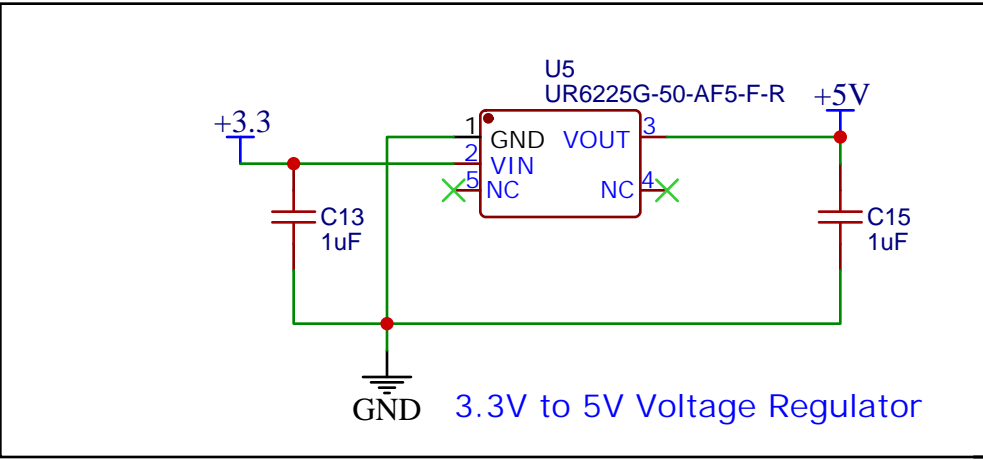 U5
UR6225G-50-AF5-F-R
+5V
+3.3
1
GND
VOUT
3
2
VIN
5
NC
NC
4
C13
1uF
C15
1uF
GND
3.3V to 5V Voltage Regulator